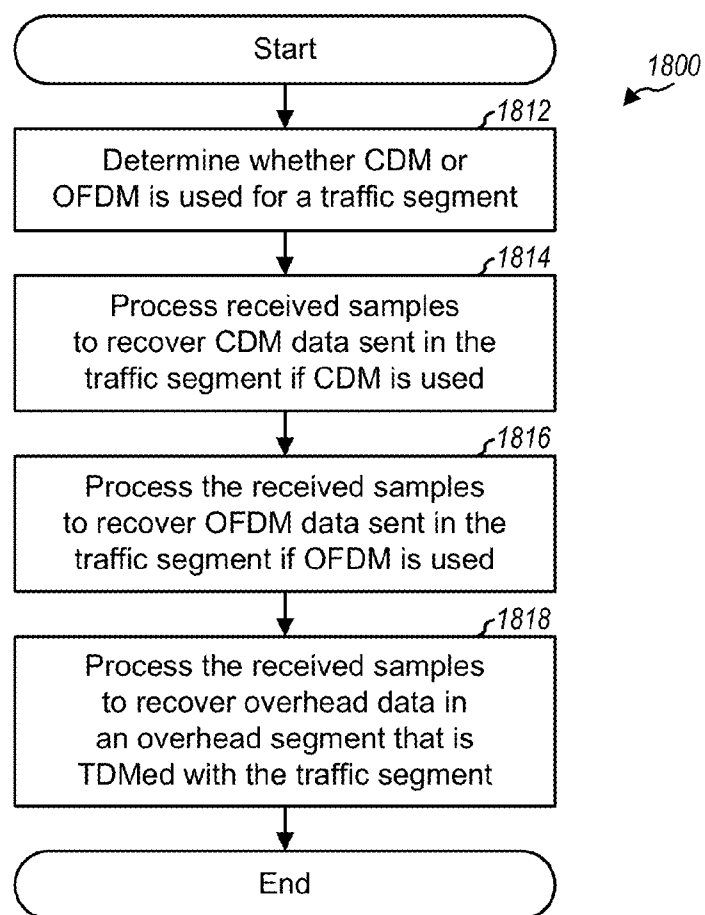 Start
1800
1812
Determine whether CDM or
OFDM is used for a traffic segment
1814
Process received samples
to recover CDM data sent in the
traffic segment if CDM is used
1816
Process the received samples
to recover OFDM data sent in the
traffic segment if OFDM is used
1818
Process the received samples
to recover overhead data in
an overhead segment that is
TDMed with the traffic segment
End